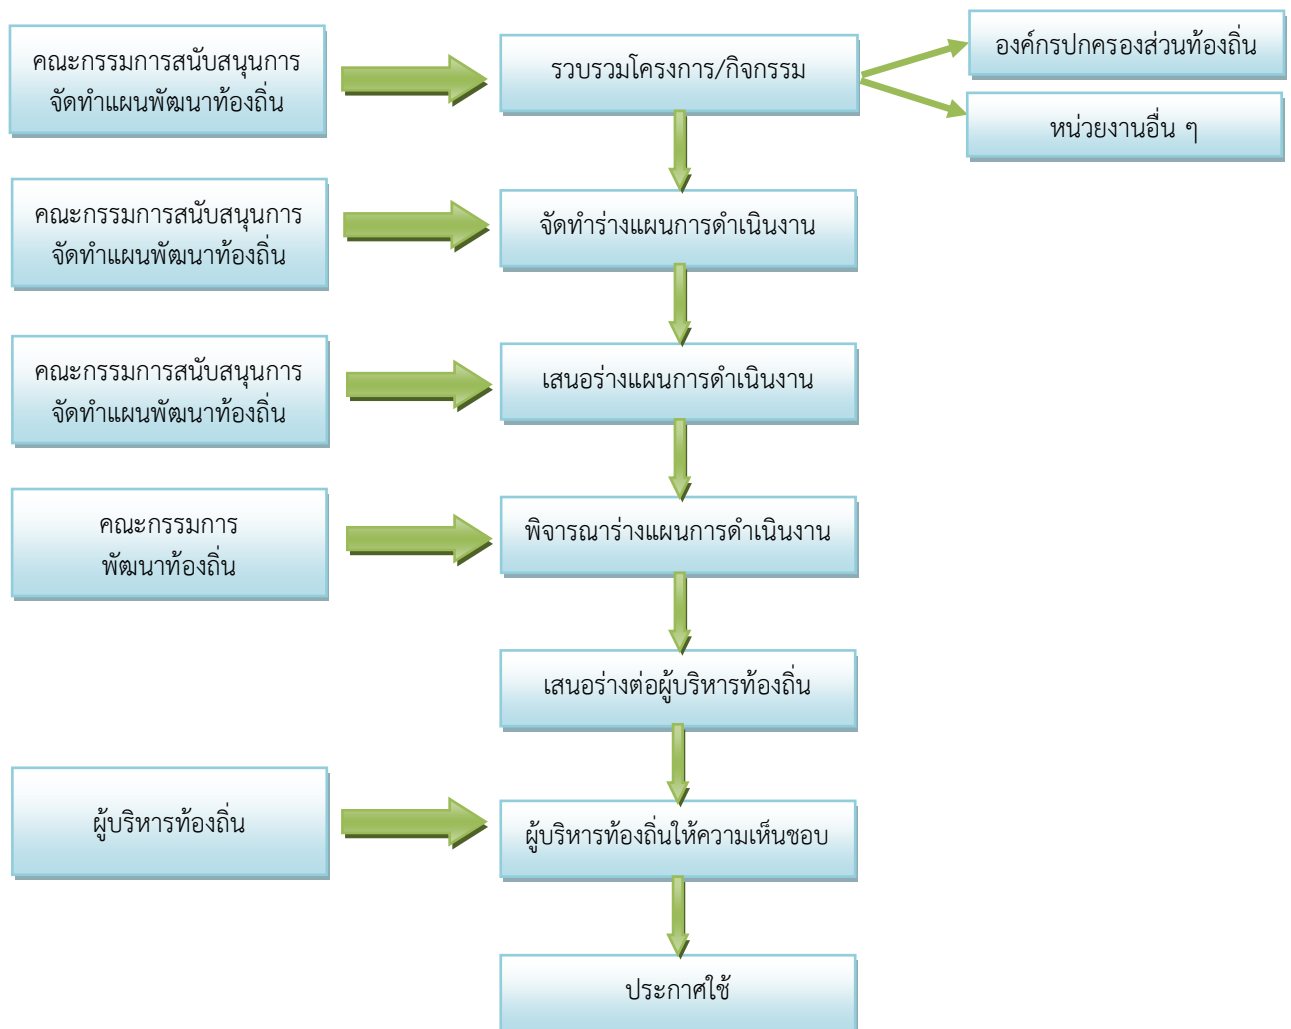 คณะกรรมการสนับสนุนการ
จัดทำแผนพัฒนาท้องถิ่น
รวบรวมโครงการ/กิจกรรม
องค์กรปกครองส่วนท้องถิ่น
หน่วยงานอื่น ๆ
คณะกรรมการสนับสนุนการ
จัดทำแผนพัฒนาท้องถิ่น
จัดทำร่างแผนการดำเนินงาน
คณะกรรมการสนับสนุนการ
จัดทำแผนพัฒนาท้องถิ่น
เสนอร่างแผนการดำเนินงาน
คณะกรรมการ
พัฒนาท้องถิ่น
พิจารณาร่างแผนการดำเนินงาน
เสนอร่างต่อผู้บริหารท้องถิ่น
ผู้บริหารท้องถิ่น
ผู้บริหารท้องถิ่นให้ความเห็นชอบ
ประกาศใช้